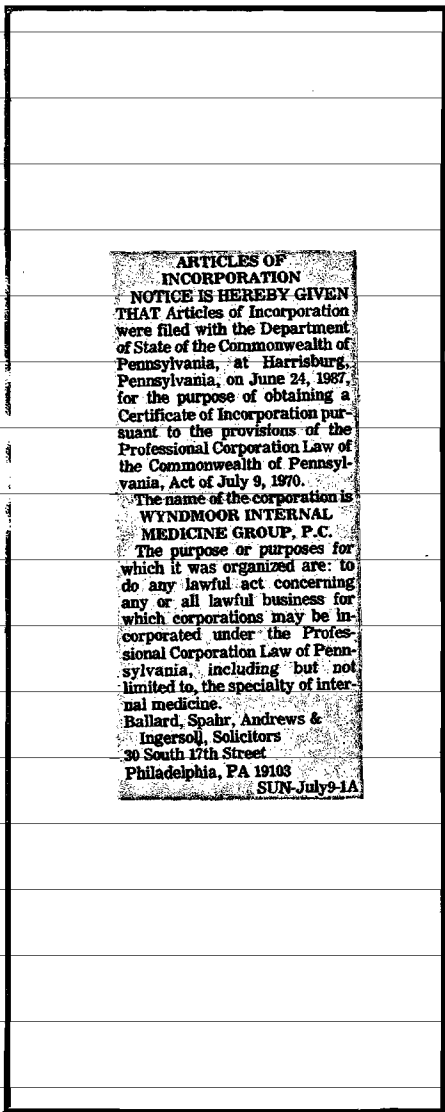 ARTICLES OF
INCORPORATION
NOTICE IS HEREBY GIVEN
THAT Articles of Incorporation
were filed with the Department
of State of the Commonwealth of
Pennsylvania, at Harrisburg,
Pennsylvania, on June 24, 1987,
for the purpose of obtaining a
Certificate of Incorporation pur-
suant to the provisions of the
Professional Corporation Law of
the Commonwealth of Pennsyl-
vania, Act of July 9, 1970.
The name of the corporation is
WYNDMOOR INTERNAL
MEDICINE GROUP, P.C.
The purpose or purposes for
which it was organized are: to
do any lawful act concerning
any or all lawful business for
which corporations may be in-
corporated under the Profes-
sional Corporation Law of Penn-
sylvania, including but not
limited to, the specialty of inter-
nal medicine.
Ballard, Spahr, Andrews &
Ingersoll, Solicitors
30 South 17th Street
Philadelphia, PA 19103
SUN-July9-1A